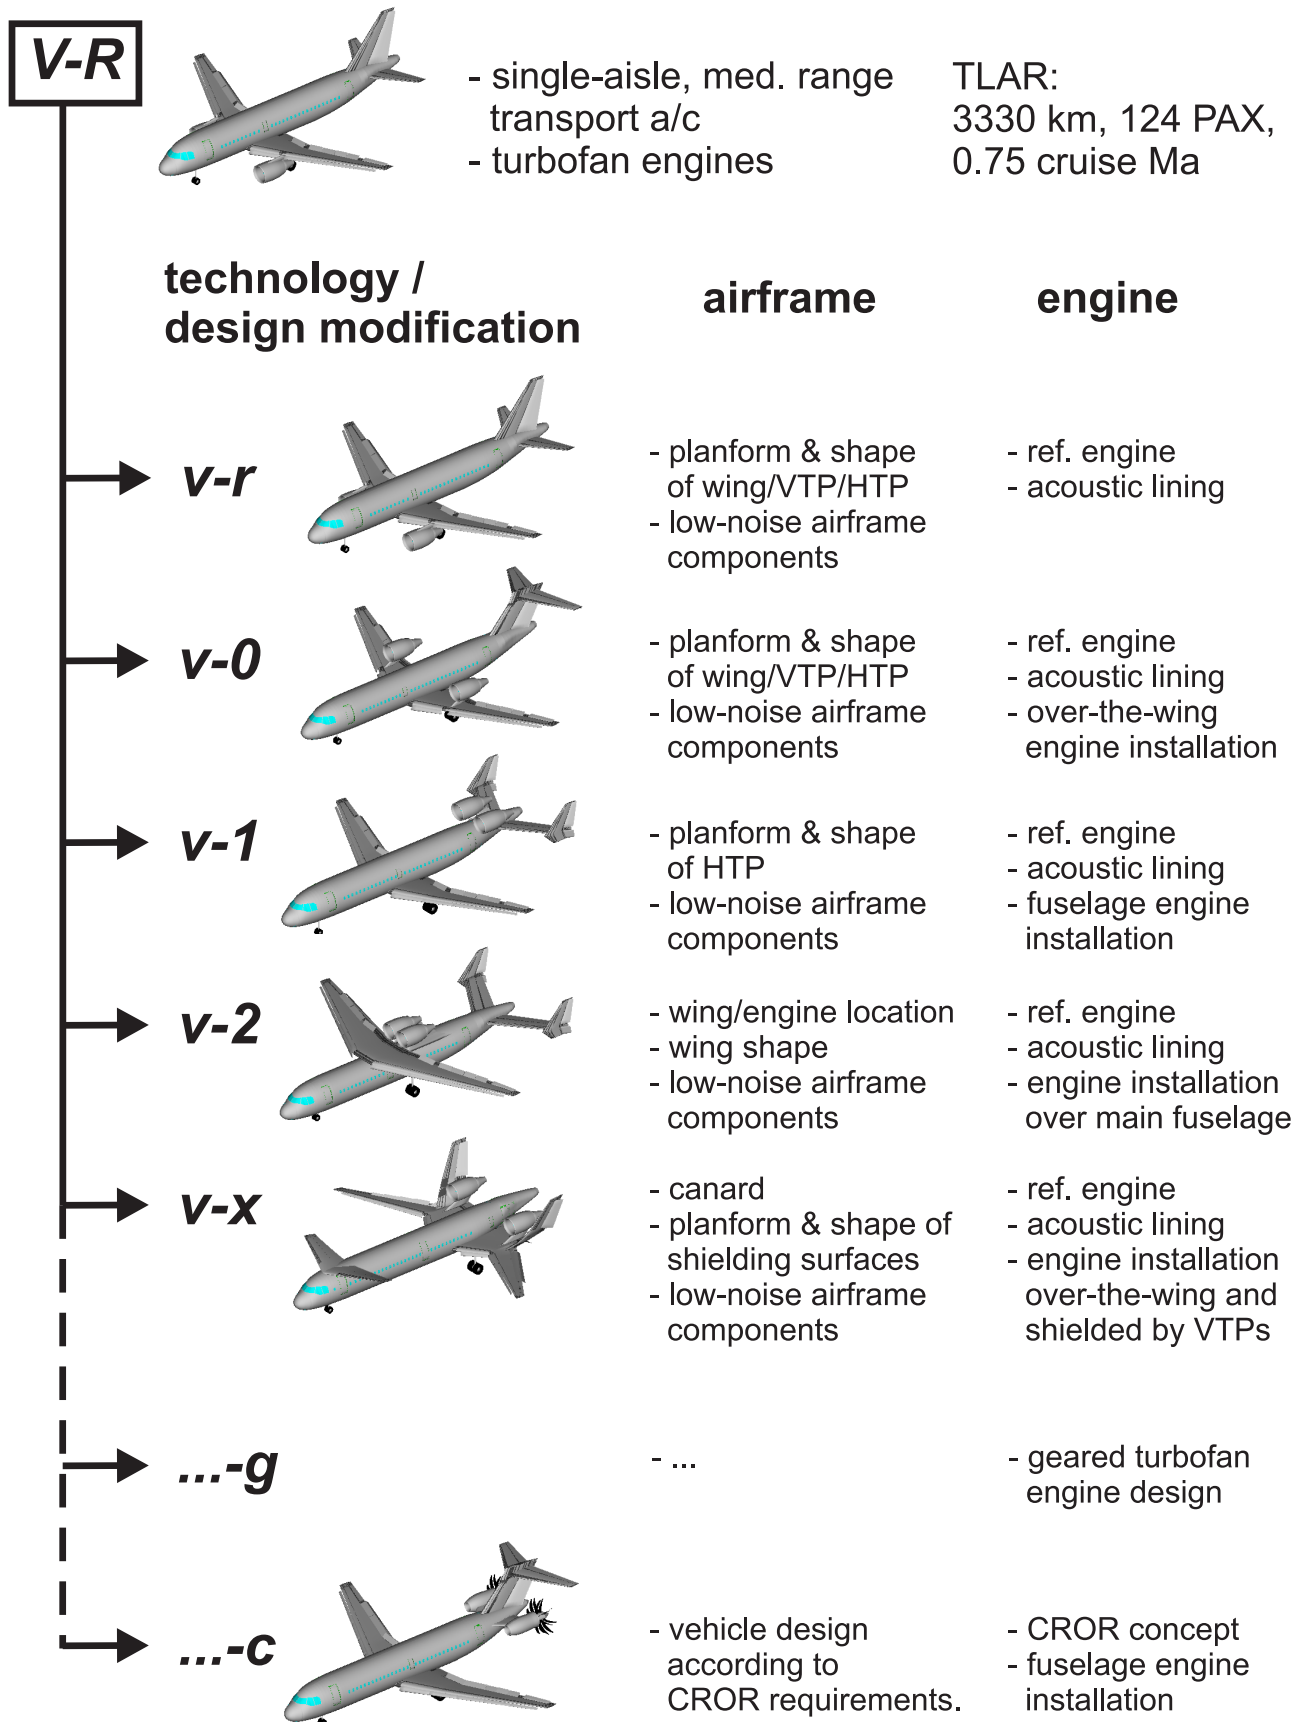 V-R
- single-aisle, med. range
transport a/c
- turbofan engines
TLAR:
3330 km, 124 PAX,
0.75 cruise Ma
technology /
design modification
airframe
engine
v-r
- planform & shape
of wing/VTP/HTP
- low-noise airframe
components
- ref. engine
- acoustic lining
v-0
- planform & shape
of wing/VTP/HTP
- low-noise airframe
components
- ref. engine
- acoustic lining
- over-the-wing
engine installation
v-1
- planform & shape
of HTP
- low-noise airframe
components
- ref. engine
- acoustic lining
- fuselage engine
installation
v-2
- wing/engine location
- wing shape
- low-noise airframe
components
- ref. engine
- acoustic lining
- engine installation
over main fuselage
v-x
- canard
- planform & shape of
shielding surfaces
- low-noise airframe
components
- ref. engine
- acoustic lining
- engine installation
over-the-wing and
shielded by VTPs
...-g
- ...
- geared turbofan
engine design
...-c
- vehicle design
according to
CROR requirements.
- CROR concept
- fuselage engine
installation